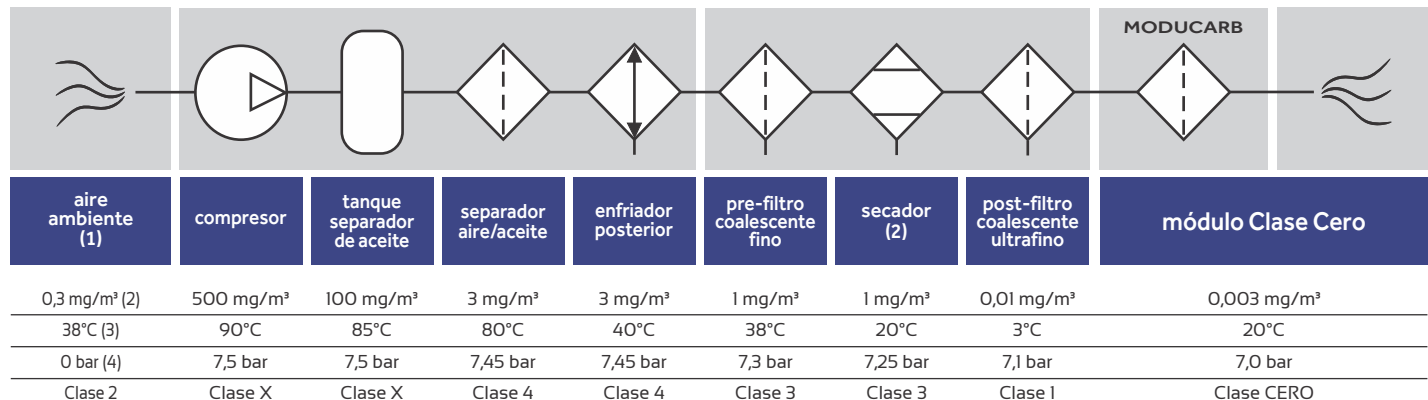 MODUCARB
aire
ambiente
(1)
compresor
tanque
separador
de aceite
separador
aire/aceite
enfriador
posterior
pre-filtro
coalescente
fino
secador
(2)
post-filtro
coalescente
ultrafino
módulo Clase Cero
0,3 mg/m³ (2) 500 mg/m³ 100 mg/m³ 3 mg/m³ 3 mg/m³ 1 mg/m³ 1 mg/m³ 0,01 mg/m³ 0,003 mg/m³
38°C (3) 90°C 85°C 80°C 40°C 38°C 20°C 3°C 20°C
0 bar (4) 7,5 bar 7,5 bar 7,45 bar 7,45 bar 7,3 bar 7,25 bar 7,1 bar 7,0 bar
Clase 2 Clase X Clase X Clase 4 Clase 4 Clase 3 Clase 3 Clase 1 Clase CERO